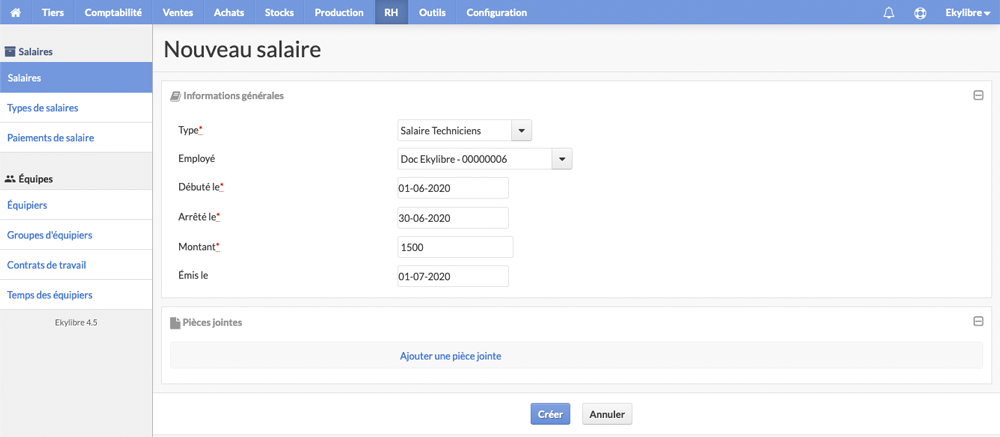 Tiers Comptabilité Ventes Achats Stocks Production RH Outils Configuration Ekylibre
Salaires
Salaires
Types de salaires
Paiements de salaire
Équipes
Équipiers
Groupes d'équipiers
Contrats de travail
Temps des équipiers
Ekylibre 4.5
Nouveau salaire
Informations générales
Type* Salaire Techniciens
Employé Doc Ekylibre - 00000006
Débuté le* 01-06-2020
Arrêté le* 30-06-2020
Montant* 1500
Émis le 01-07-2020
Pièces jointes
Ajouter une pièce jointe
Créer Annuler